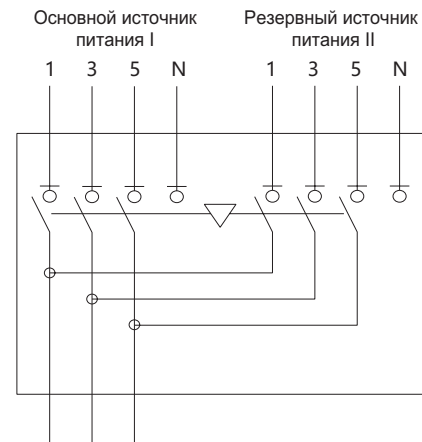 Основной источник
питания I
Резервный источник
питания II
1 3 5 N
1 3 5 N